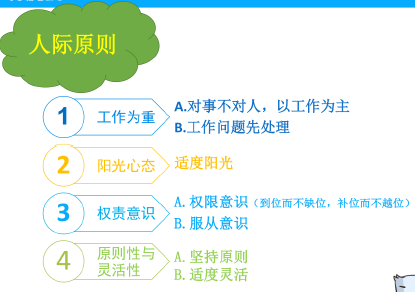 人际原则
1 工作为重
A.对事不对人，以工作为主
B.工作问题先处理
2 阳光心态 适度阳光
3 权责意识
A.权限意识（到位而不缺位，补位而不越位）
B.服从意识
4 原则性与
灵活性
A.坚持原则
B.适度灵活